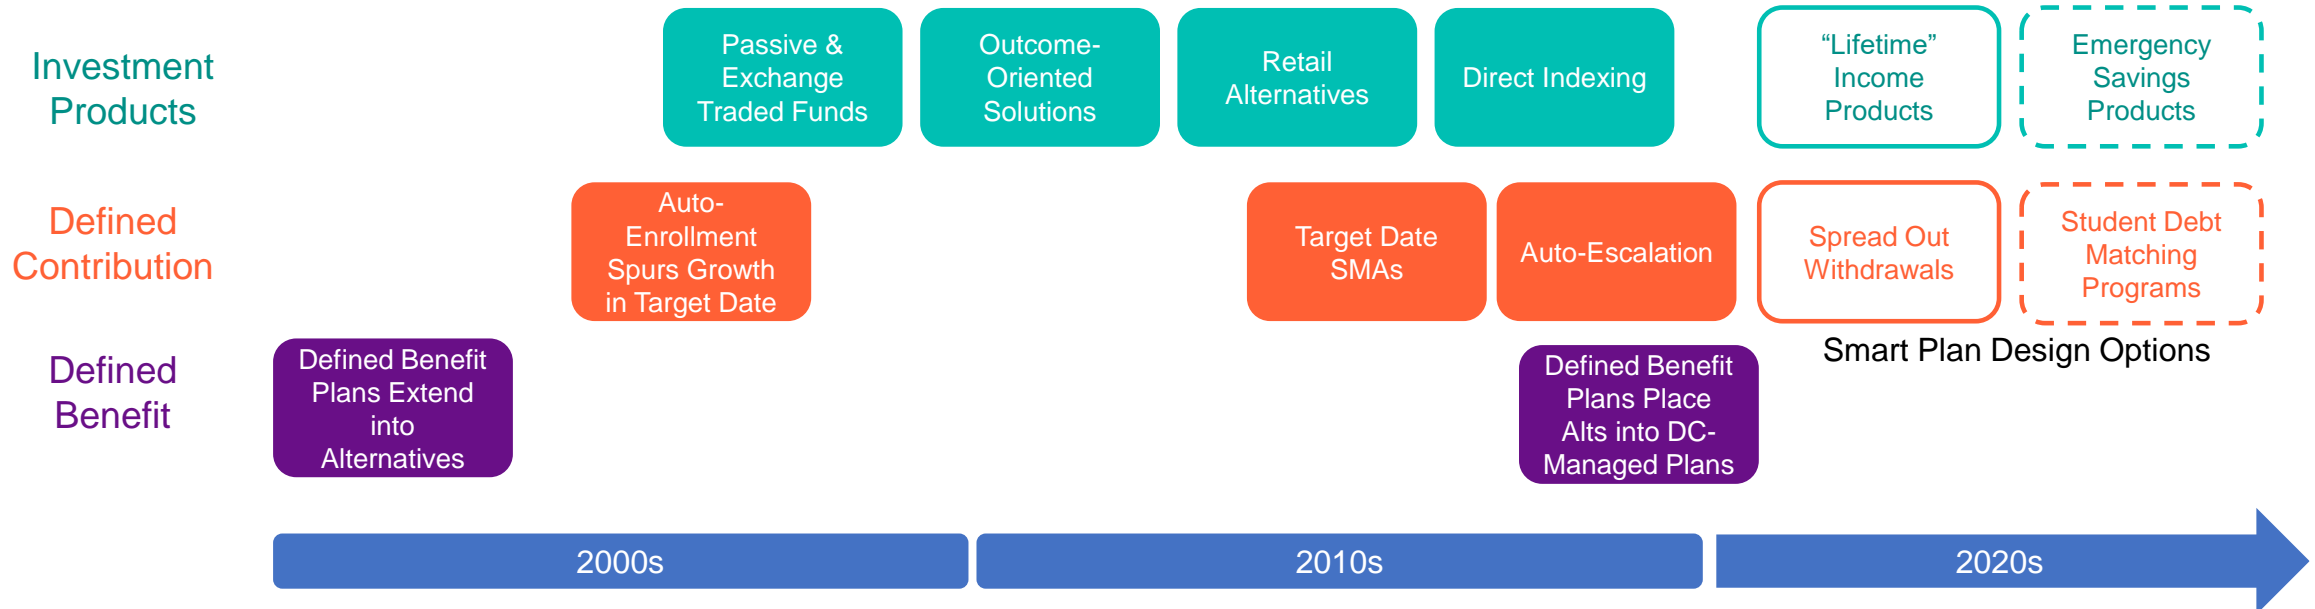 Investment
Products
Passive &
Exchange
Traded Funds
Outcome-
Oriented
Solutions
Retail
Alternatives
Direct Indexing
“Lifetime”
Income
Products
Emergency
Savings
Products
Defined
Contribution
Auto-
Enrollment
Spurs Growth
in Target Date
Target Date
SMAs
Auto-Escalation
Spread Out
Withdrawals
Student Debt
Matching
Programs
Defined
Benefit
Defined Benefit
Plans Extend
into
Alternatives
Defined Benefit
Plans Place
Alts into DC-
Managed Plans
Smart Plan Design Options
2000s
2010s
2020s